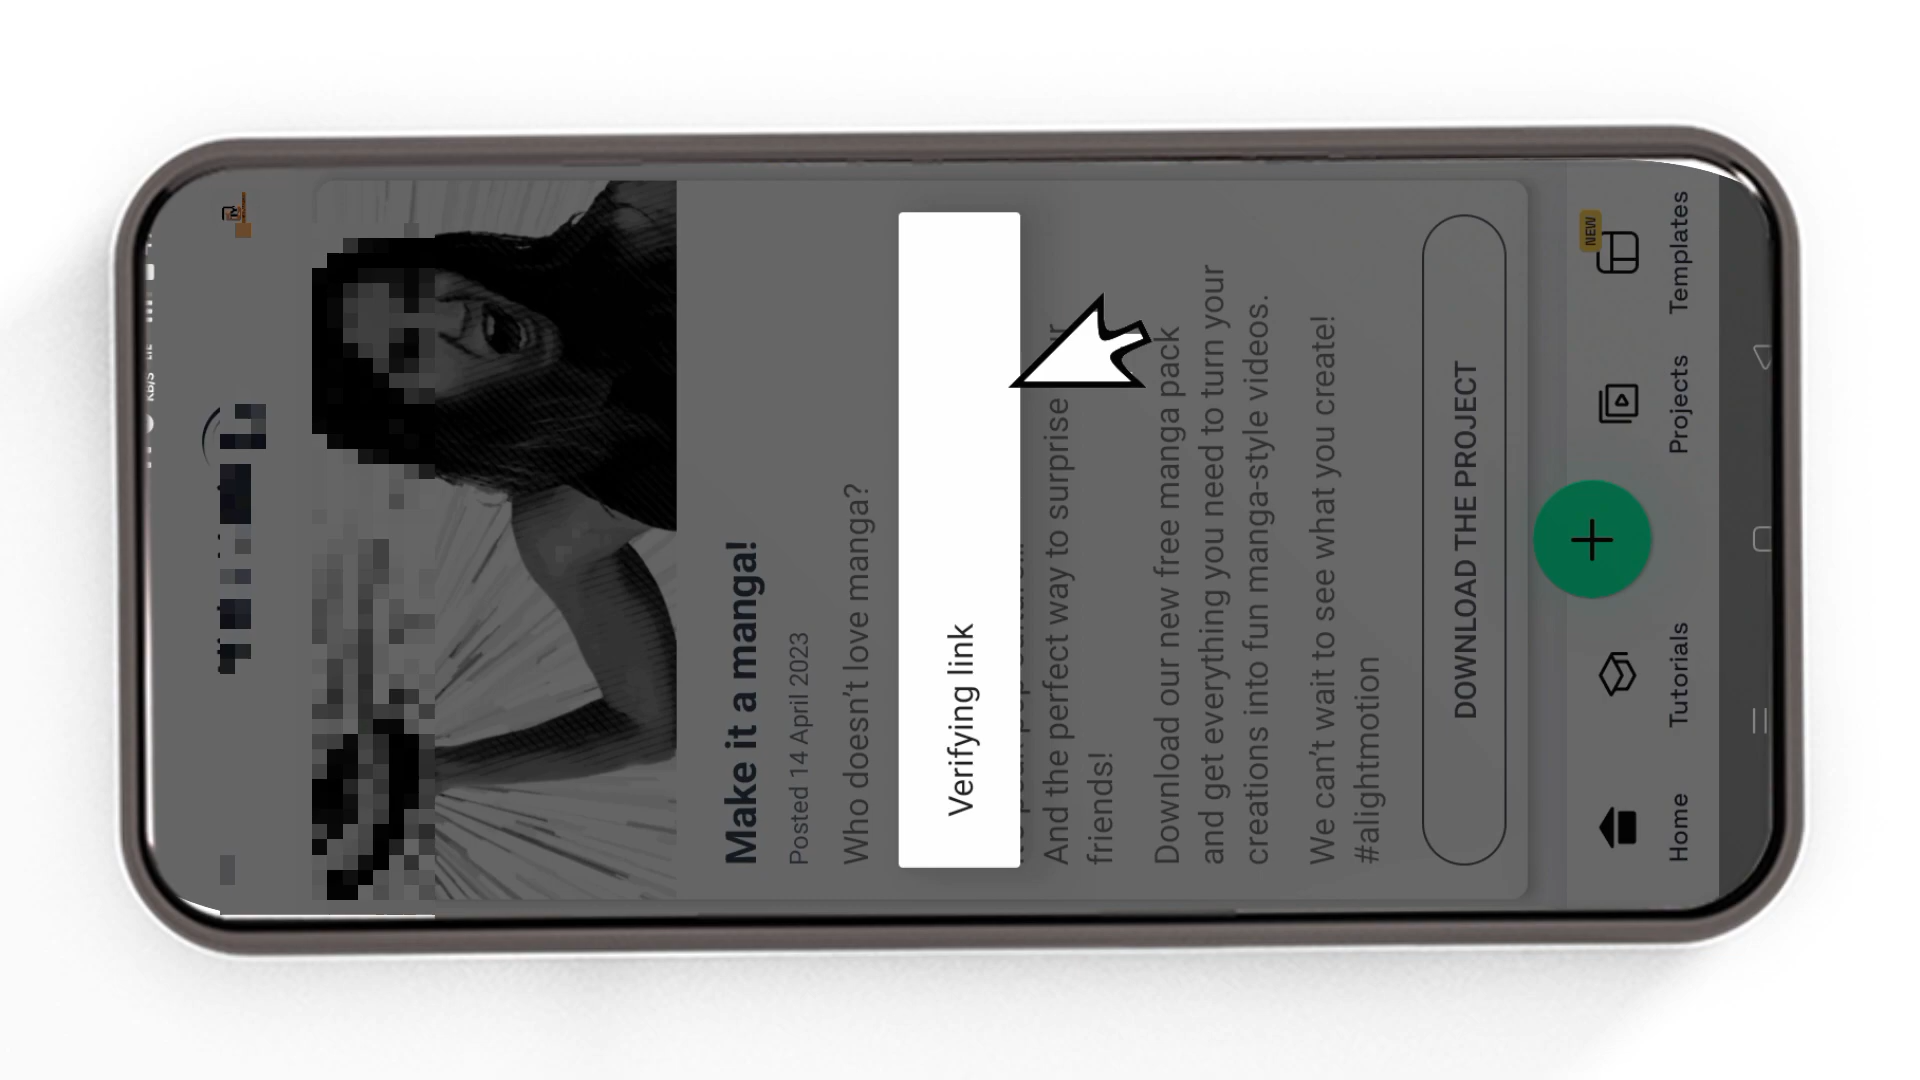 KB/S
Make it a manga!
Posted 14 April 2023
Who doesn't love manga?
Verifying link
And the perfect way to surprise
friends!
Download our new free manga pack
and get everything you need to turn your
creations into fun manga-style videos.
We can't wait to see what you create!
#alightmotion
DOWNLOAD THE PROJECT
NEW
Home
Tutorials
Projects
Templates